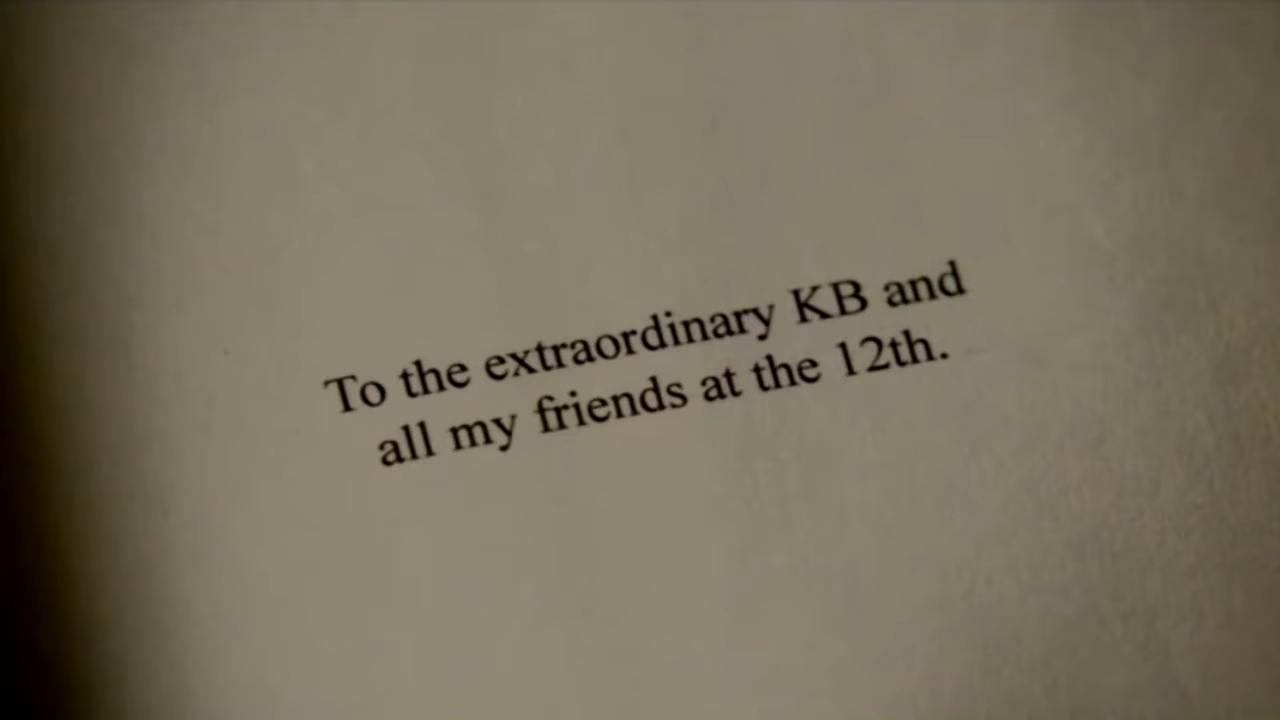 To the extraordinary KB and
all my friends at the 12th.